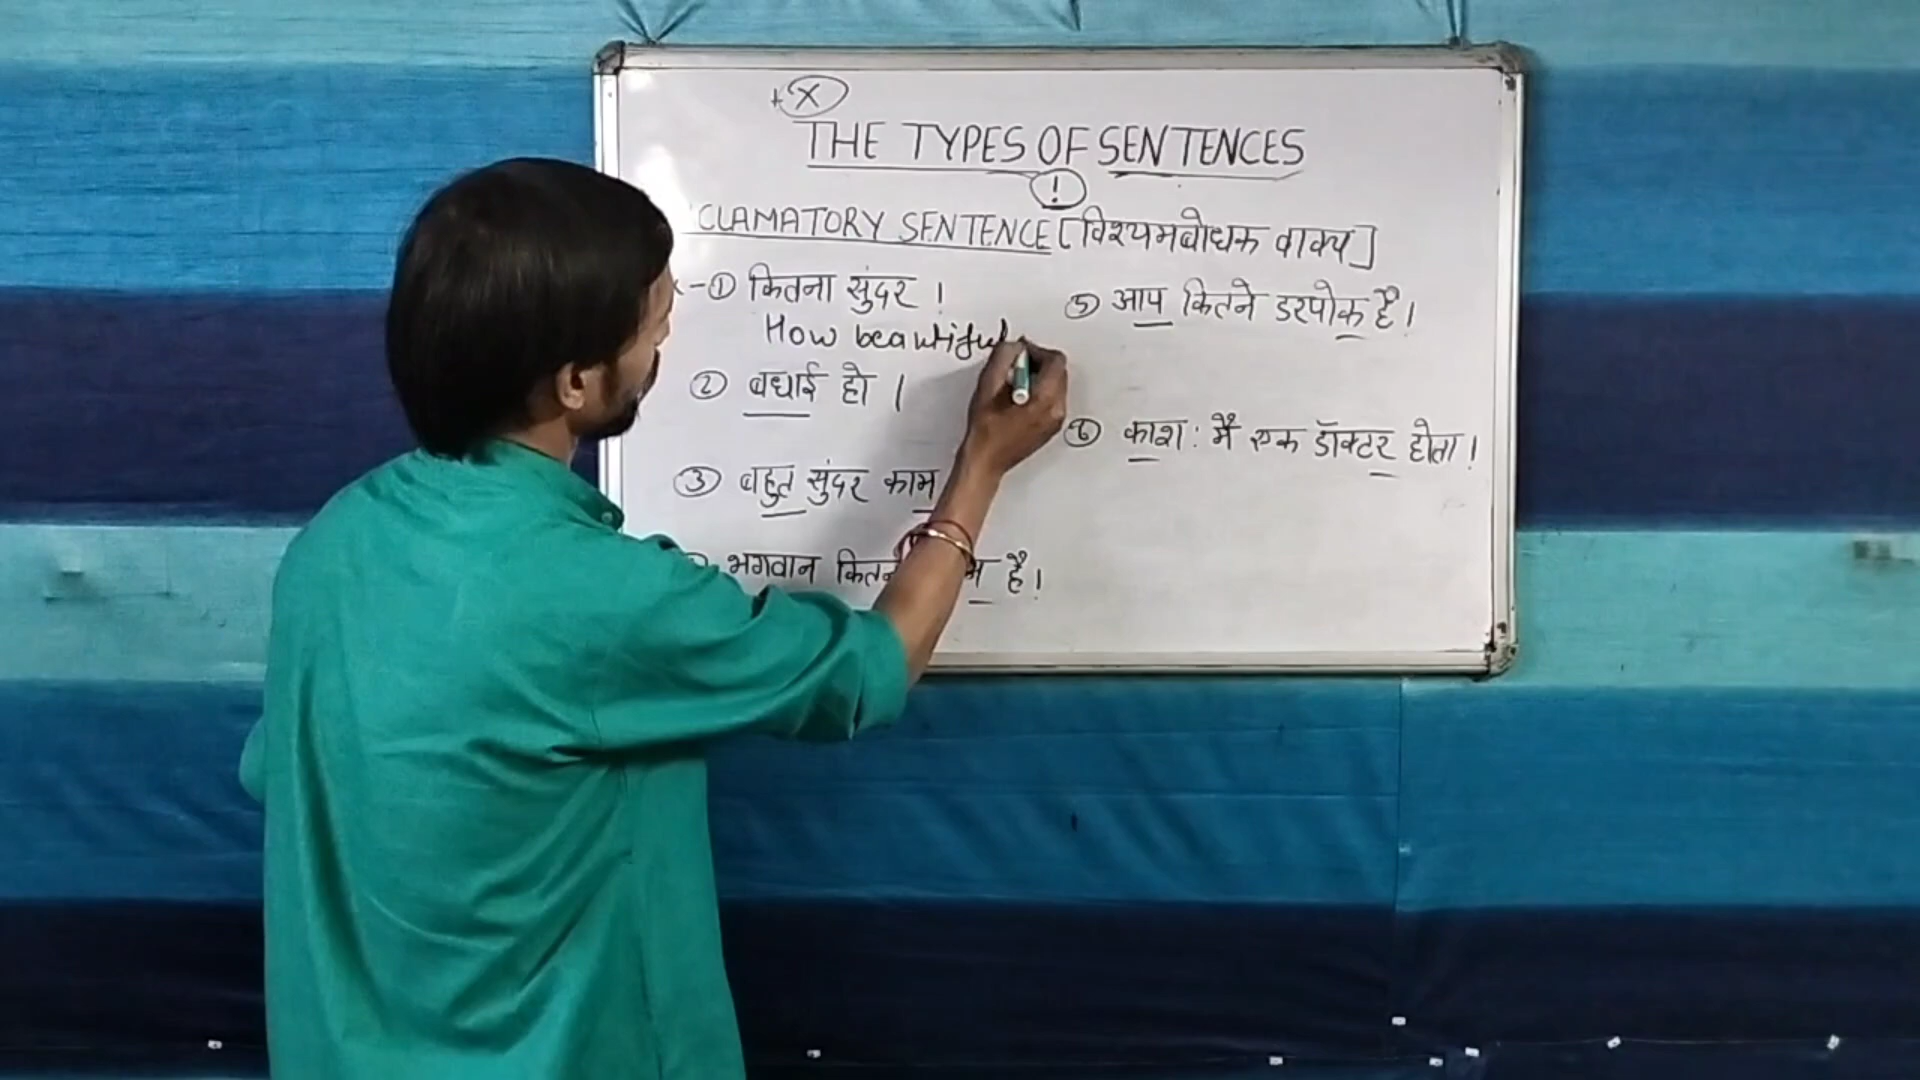 X
THE TYPES OF SENTENCES
!
CLAMATORY SENTENCE [विस्मयबोधक वाक्य]
① कितना सुंदर !
How beautiful
② बधाई हो !
③ बहुत सुंदर काम
भगवान है !
⑤ आप कितने डरपोक है !
⑥ काश : मैं एक डॉक्टर होता !